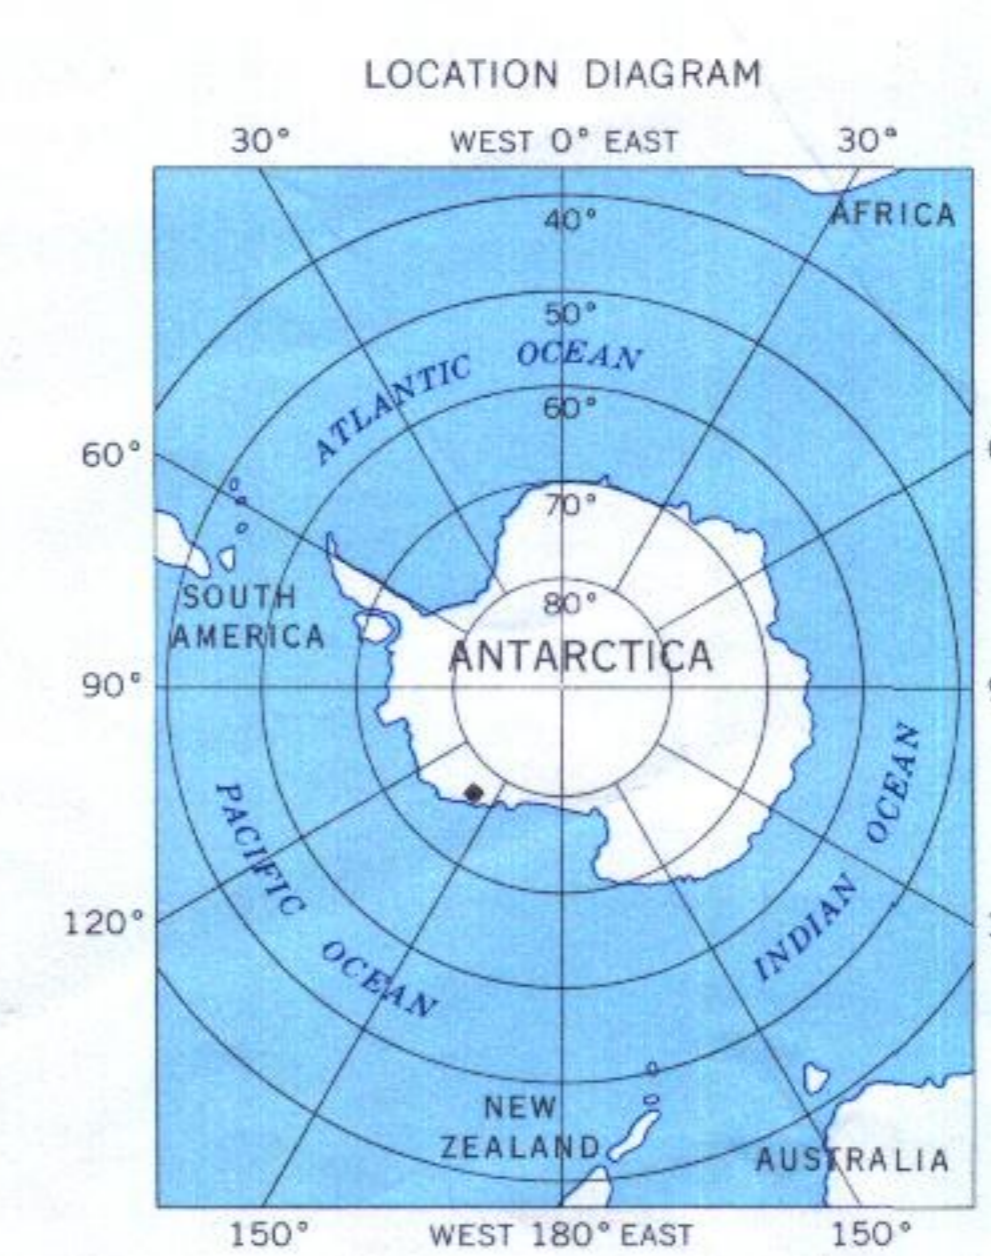 LOCATION DIAGRAM
30° WEST 0° EAST 30°
AFRICA
40°
50°
ATLANTIC OCEAN
60°
60°
70°
80°
SOUTH
AMERICA
ANTARCTICA
90°
PACIFIC OCEAN
INDIAN OCEAN
120°
NEW
ZEALAND
AUSTRALIA
150° WEST 180° EAST 150°